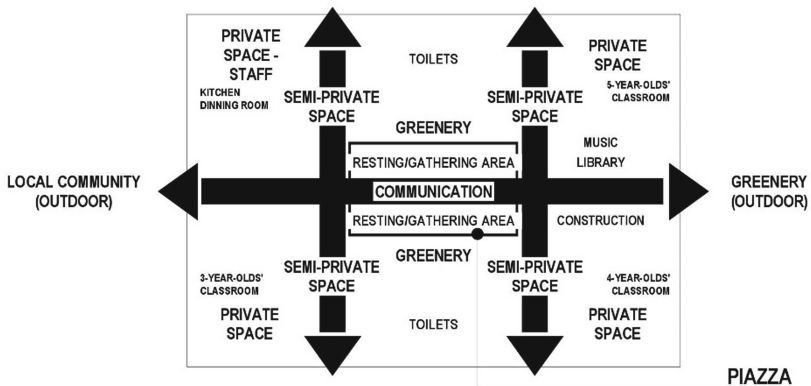 PRIVATE
SPACE -
STAFF
KITCHEN
DINNING ROOM
TOILETS
PRIVATE
SPACE
5-YEAR-OLDS'
CLASSROOM
SEMI-PRIVATE
SPACE
SEMI-PRIVATE
SPACE
GREENERY
MUSIC
LIBRARY
RESTING/GATHERING AREA
LOCAL COMMUNITY
(OUTDOOR)
COMMUNICATION
GREENERY
(OUTDOOR)
RESTING/GATHERING AREA
CONSTRUCTION
GREENERY
SEMI-PRIVATE
SPACE
SEMI-PRIVATE
SPACE
3-YEAR-OLDS'
CLASSROOM
PRIVATE
SPACE
TOILETS
4-YEAR-OLDS'
CLASSROOM
PRIVATE
SPACE
PIAZZA